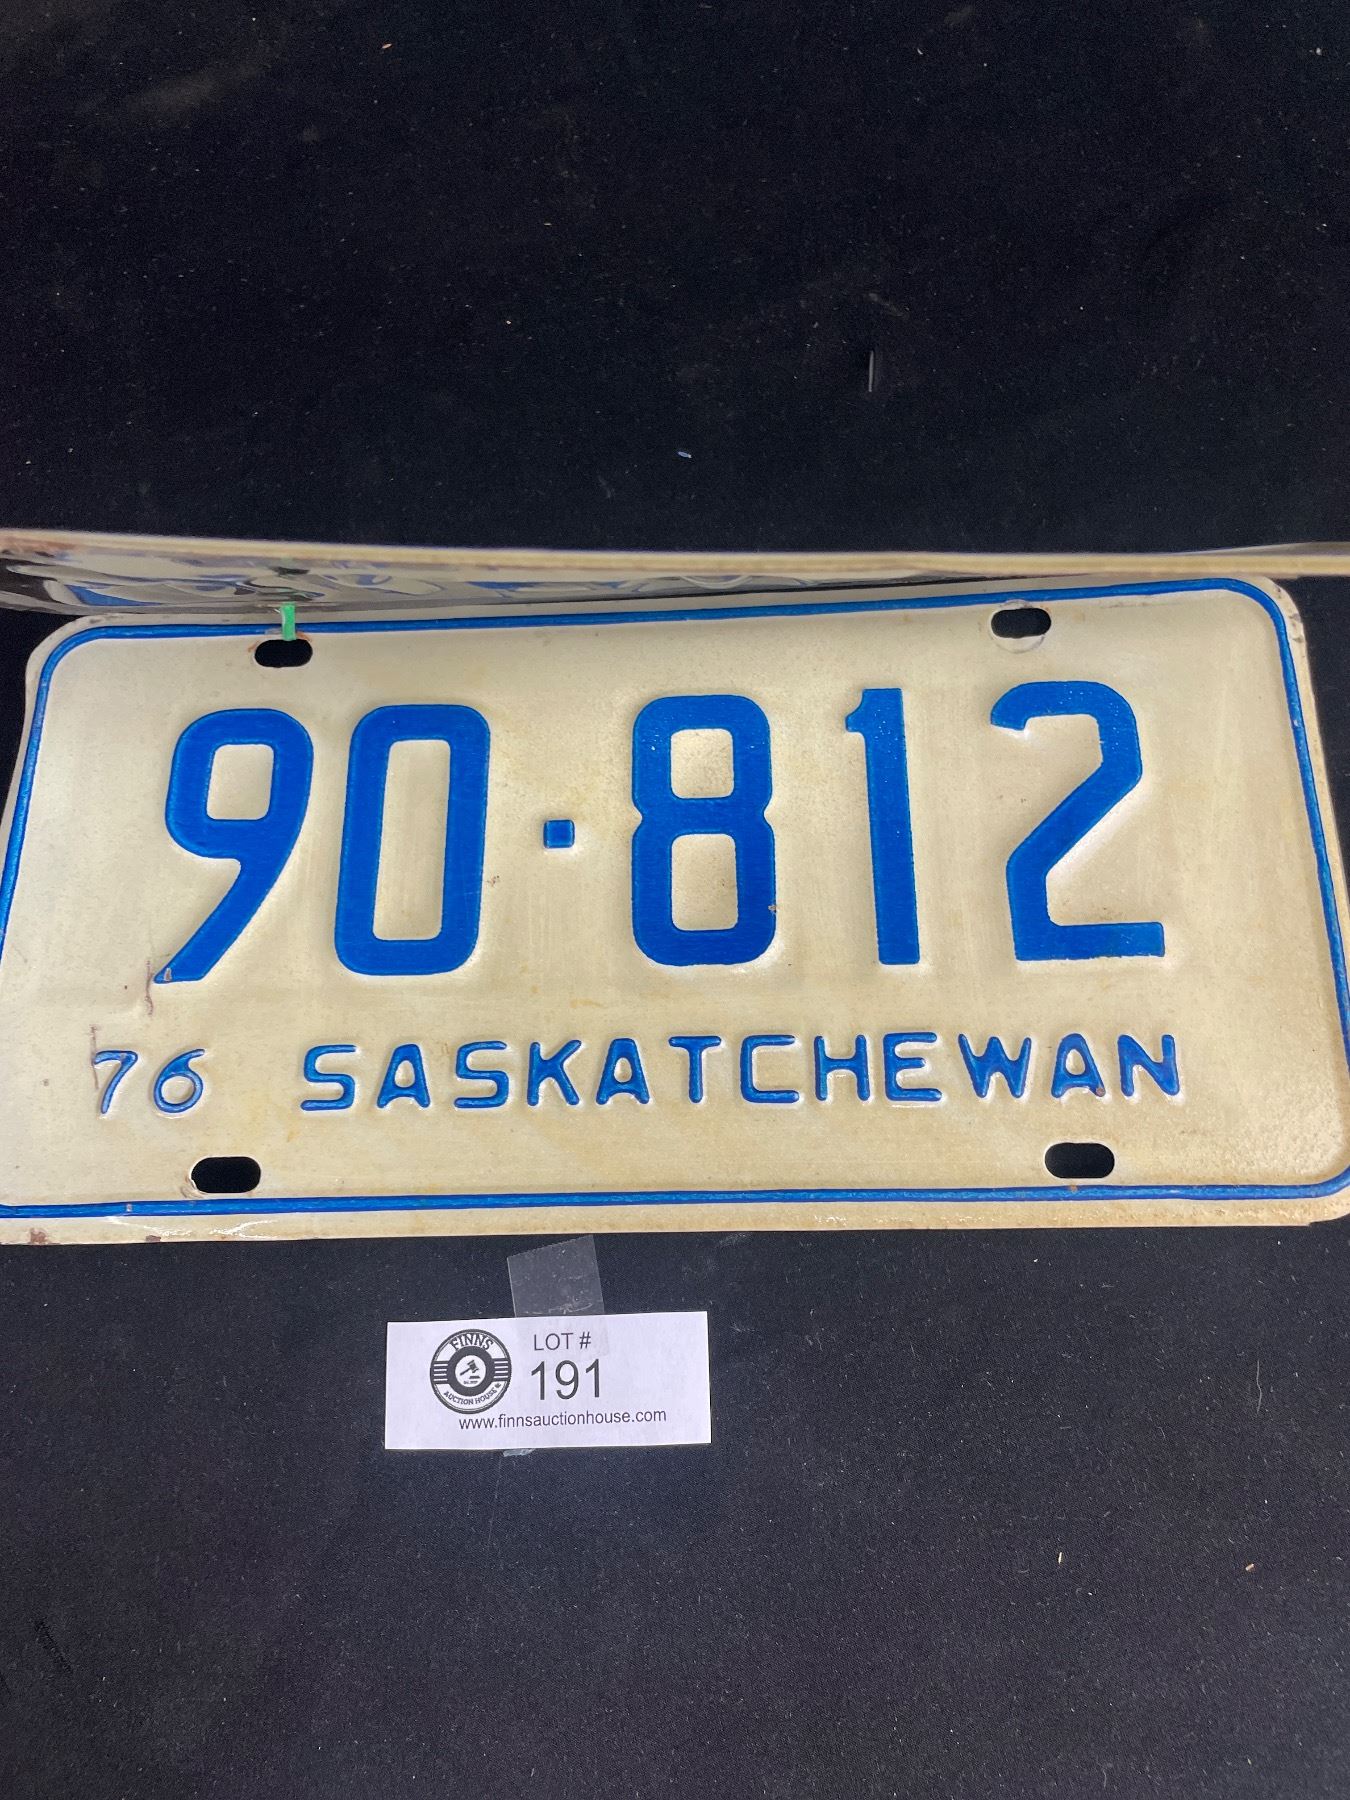 90·812
76 SASKATCHEWAN
FINNS
AUCTION HOUSE
LOT #
191
www.finnsauctionhouse.com